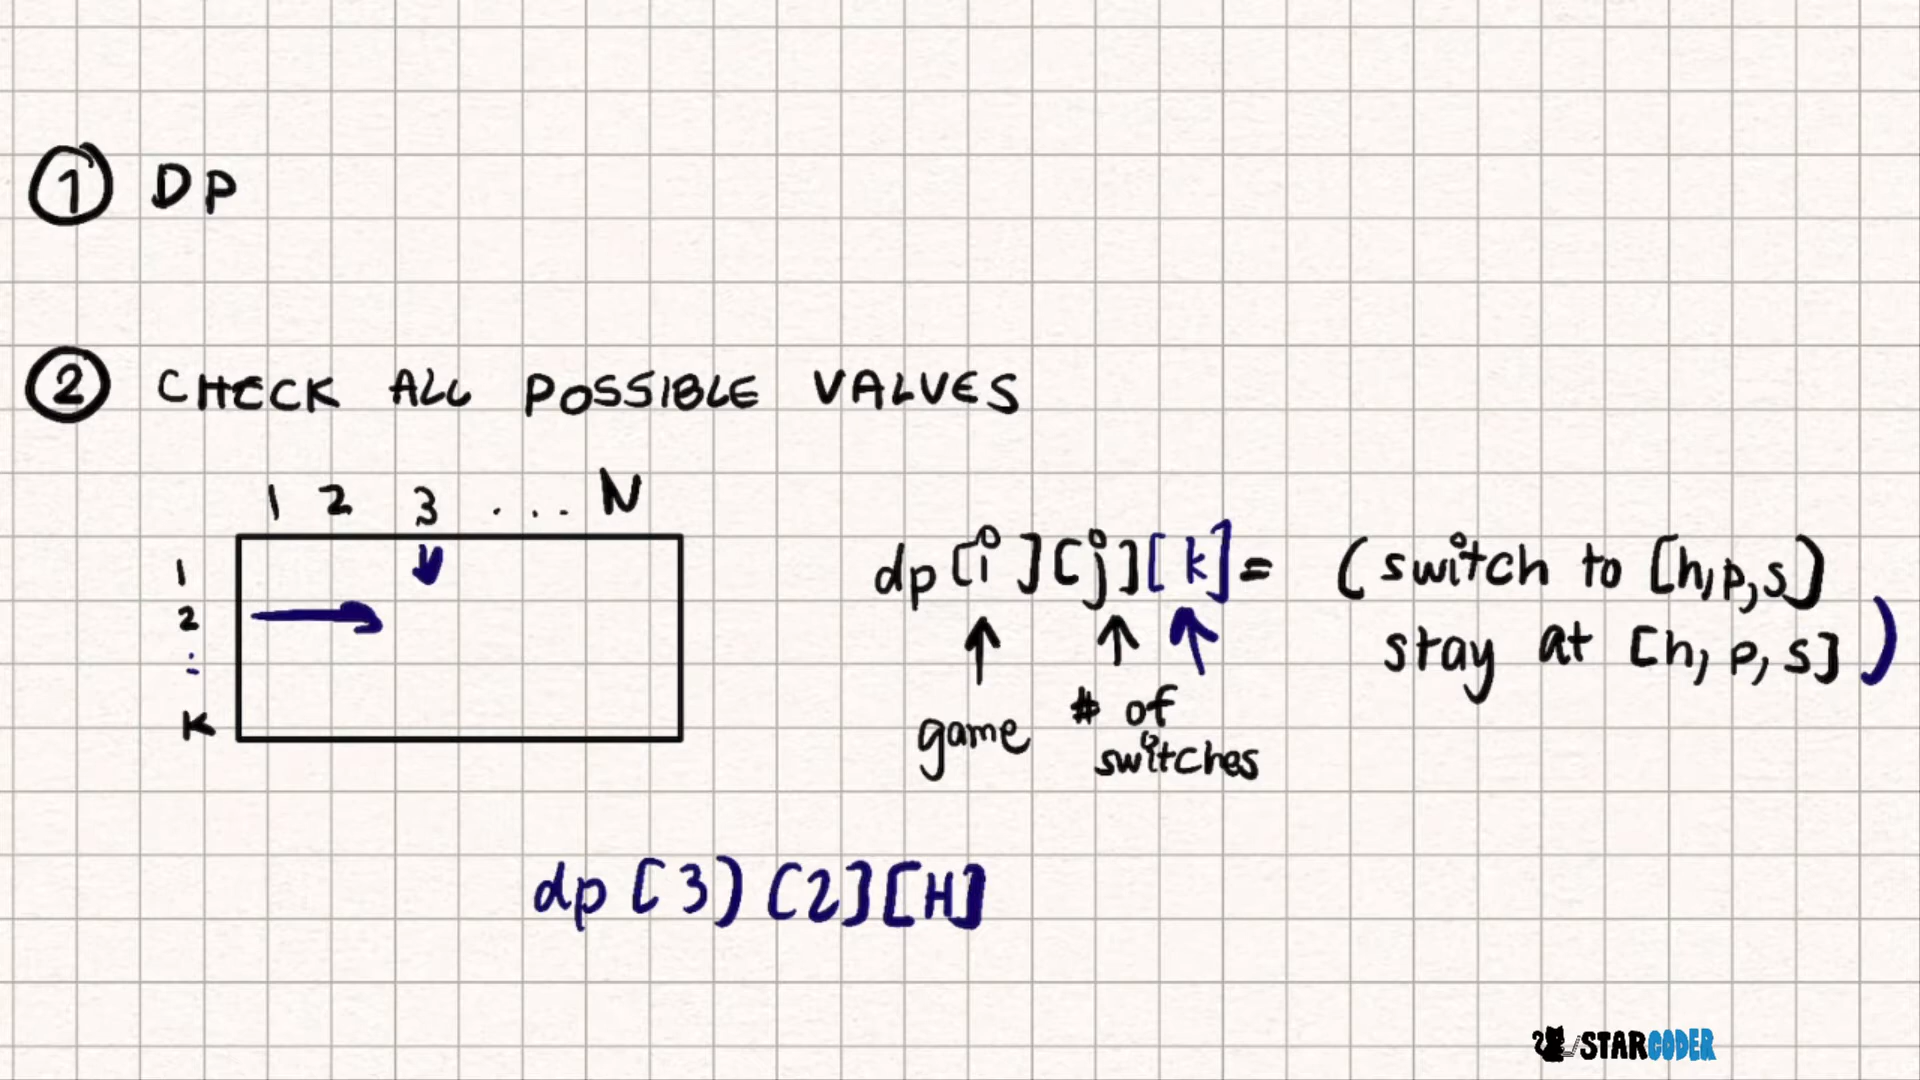 1 DP
2 CHECK ALL POSSIBLE VALUES
1 2 3 . . . N
1
2
:
K
dp[i][j][k]= (switch to [h,p,s)
stay at [h, p, s])
game
# of
switches
dp[3)[2][H]
STARCODER